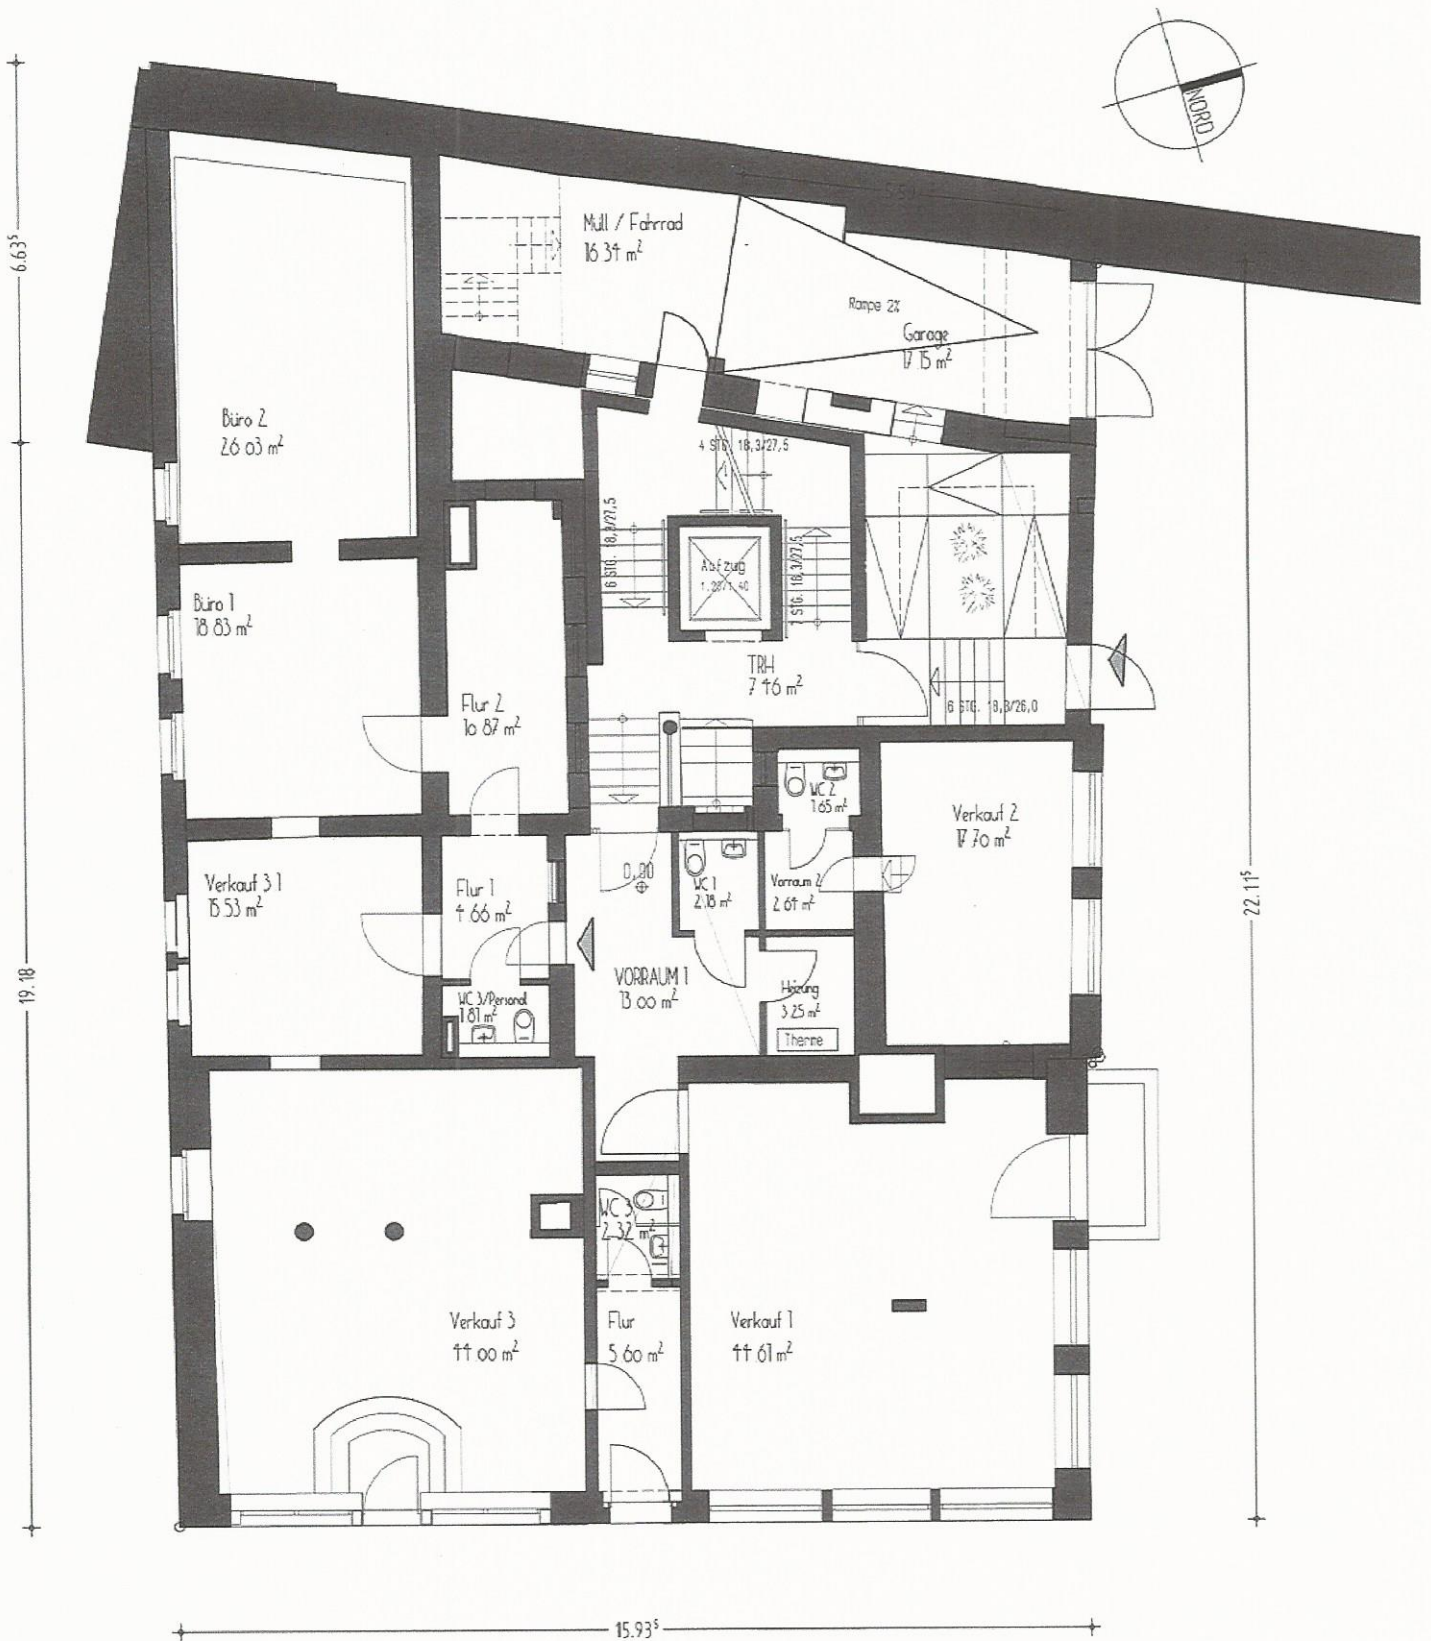 NORD
5.51
Müll / Fahrrad
16.34 m²
Rampe 2%
Garage
17.15 m²
6.63⁵
Büro 2
26.03 m²
4 STG. 18,3/27,5
6 STG. 18,3/27,5
Aufzug
7 STG. 18,3/27,5
Büro 1
18.83 m²
TRH
7.46 m²
Flur 2
10.87 m²
6 STG. 18,3/26,0
WC 2
1.65 m²
Verkauf 2
17.70 m²
0,00
Verkauf 3.1
15.53 m²
Flur 1
4.66 m²
WC 1
2.18 m²
Vorraum 2
2.64 m²
22.11⁵
19.18
VORRAUM 1
13.00 m²
Heizung
3.25 m²
Therme
WC 3/Personal
1.81 m²
WC 3
2.32 m²
Verkauf 3
44.00 m²
Flur
5.60 m²
Verkauf 1
44.61 m²
15.93⁵